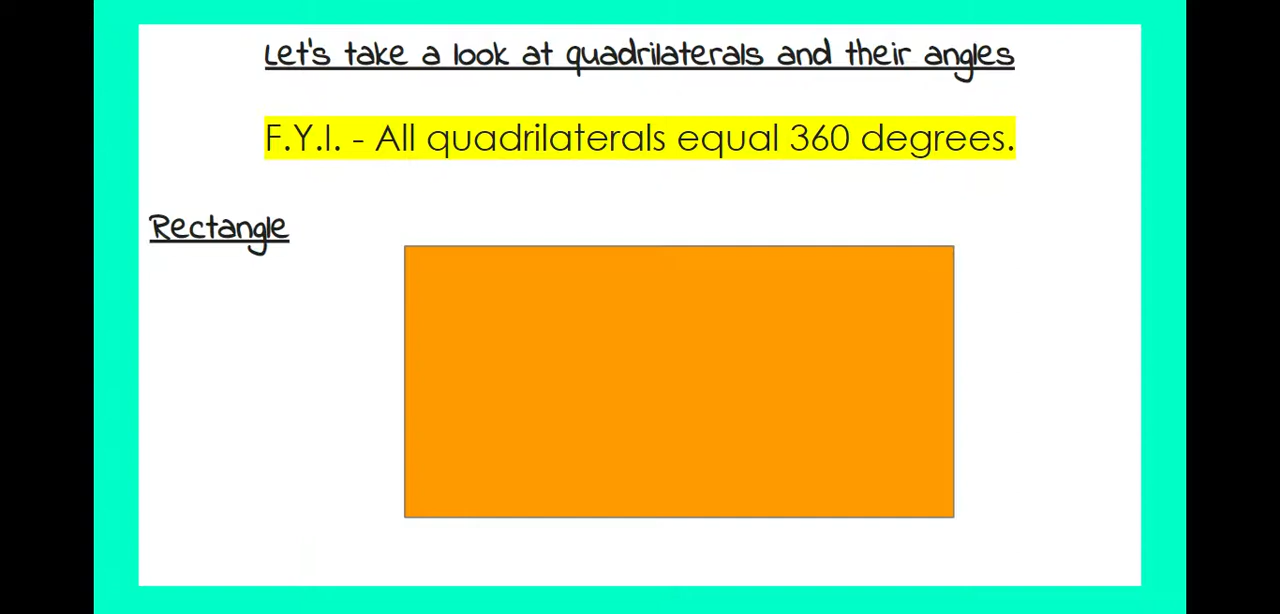 Let's take a look at quadrilaterals and their angles
F.Y.I. - All quadrilaterals equal 360 degrees.
Rectangle